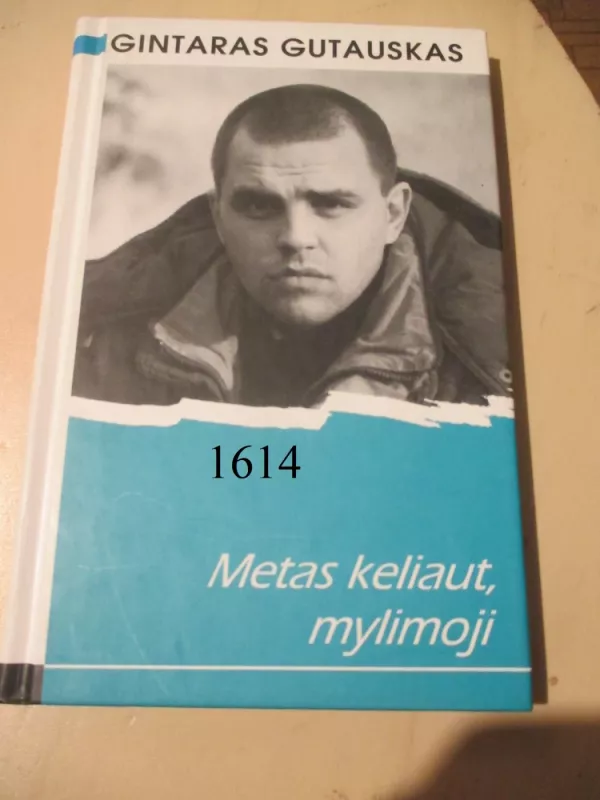 GINTARAS GUTAUSKAS
1614
Metas keliaut,
mylimoji